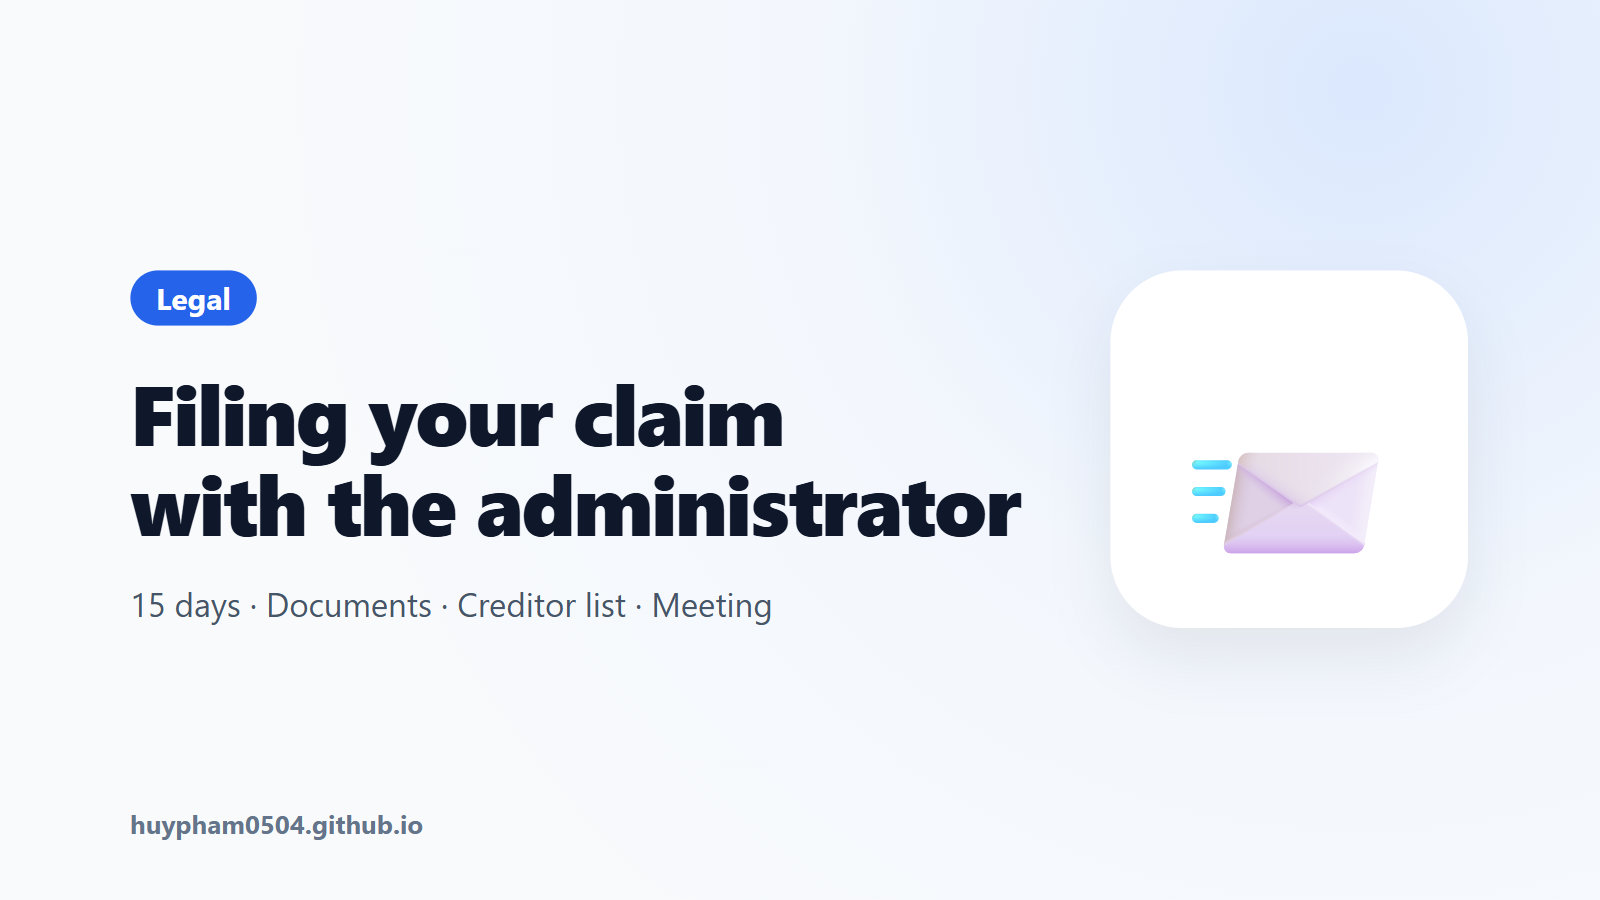 Legal
Filing your claim
with the administrator
15 days · Documents · Creditor list · Meeting
huypham0504.github.io